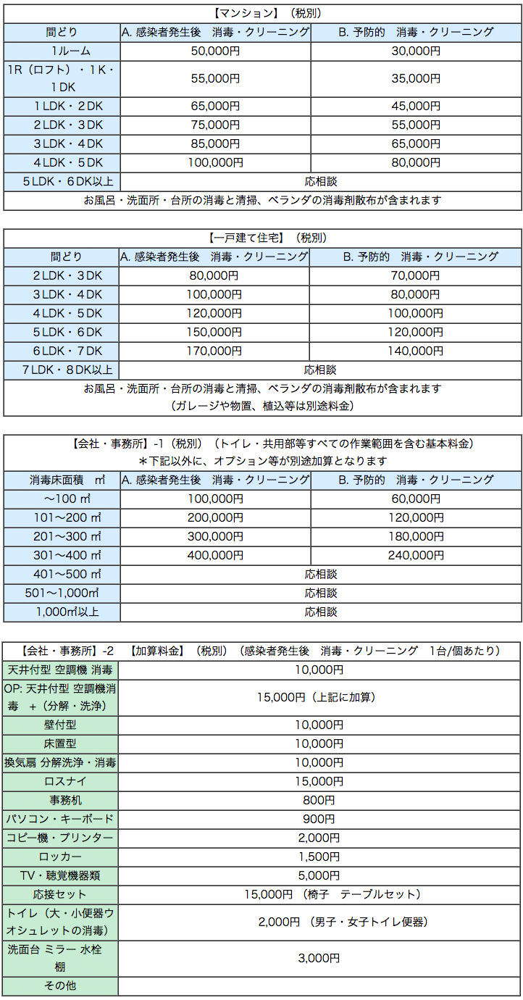 【マンション】（税別）
間どり A. 感染者発生後　消毒・クリーニング B. 予防的　消毒・クリーニング
1ルーム 50,000円 30,000円
1R（ロフト）・１K・
１DK 55,000円 35,000円
１LDK・２DK 65,000円 45,000円
２LDK・３DK 75,000円 55,000円
３LDK・４DK 85,000円 65,000円
４LDK・５DK 100,000円 80,000円
５LDK・６DK以上 応相談
お風呂・洗面所・台所の消毒と清掃、ベランダの消毒剤散布が含まれます
【一戸建て住宅】（税別）
間どり A. 感染者発生後　消毒・クリーニング B. 予防的　消毒・クリーニング
２LDK・３DK 80,000円 70,000円
３LDK・４DK 100,000円 80,000円
４LDK・５DK 120,000円 100,000円
５LDK・６DK 150,000円 120,000円
６LDK・７DK 170,000円 140,000円
７LDK・８DK以上 応相談
お風呂・洗面所・台所の消毒と清掃、ベランダの消毒剤散布が含まれます
（ガレージや物置、植込等は別途料金）
【会社・事務所】-1（税別）（トイレ・共用部等すべての作業範囲を含む基本料金）
＊下記以外に、オプション等が別途加算となります
消毒床面積　㎡ A. 感染者発生後　消毒・クリーニング B. 予防的　消毒・クリーニング
〜100 ㎡ 100,000円 60,000円
101〜200 ㎡ 200,000円 120,000円
201〜300 ㎡ 300,000円 180,000円
301〜400 ㎡ 400,000円 240,000円
401〜500 ㎡ 応相談
501〜1,000㎡ 応相談
1,000㎡以上 応相談
【会社・事務所】-2　【加算料金】（税別）（感染者発生後　消毒・クリーニング　1台/個あたり）
天井付型 空調機 消毒 10,000円
OP: 天井付型 空調機消
毒　+（分解・洗浄） 15,000円（上記に加算）
壁付型 10,000円
床置型 10,000円
換気扇 分解洗浄・消毒 10,000円
ロスナイ 15,000円
事務机 800円
パソコン・キーボード 900円
コピー機・プリンター 2,000円
ロッカー 1,500円
TV・聴覚機器類 5,000円
応接セット 15,000円 （椅子　テーブルセット）
トイレ（大・小便器ウ
オシュレットの消毒） 2,000円 （男子・女子トイレ便器）
洗面台 ミラー 水栓
棚 3,000円
その他